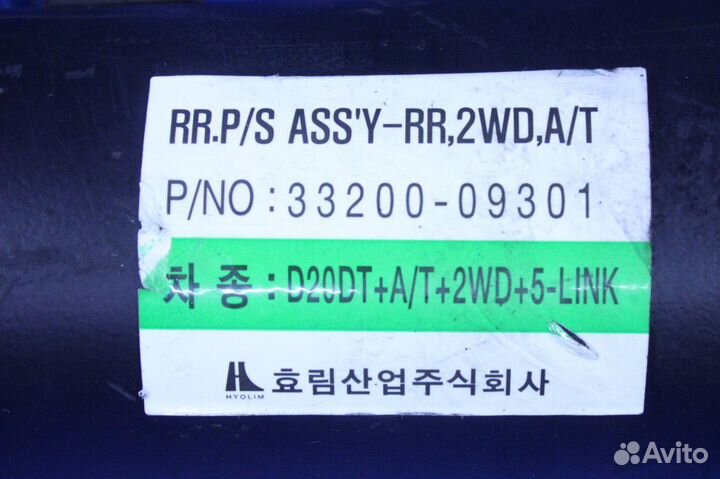 RR.P/S ASS'Y-RR,2WD,A/T
P/NO : 33200-09301
차 종 : D20DT+A/T+2WD+5-LINK
HYOLIM 효림산업주식회사
Avito